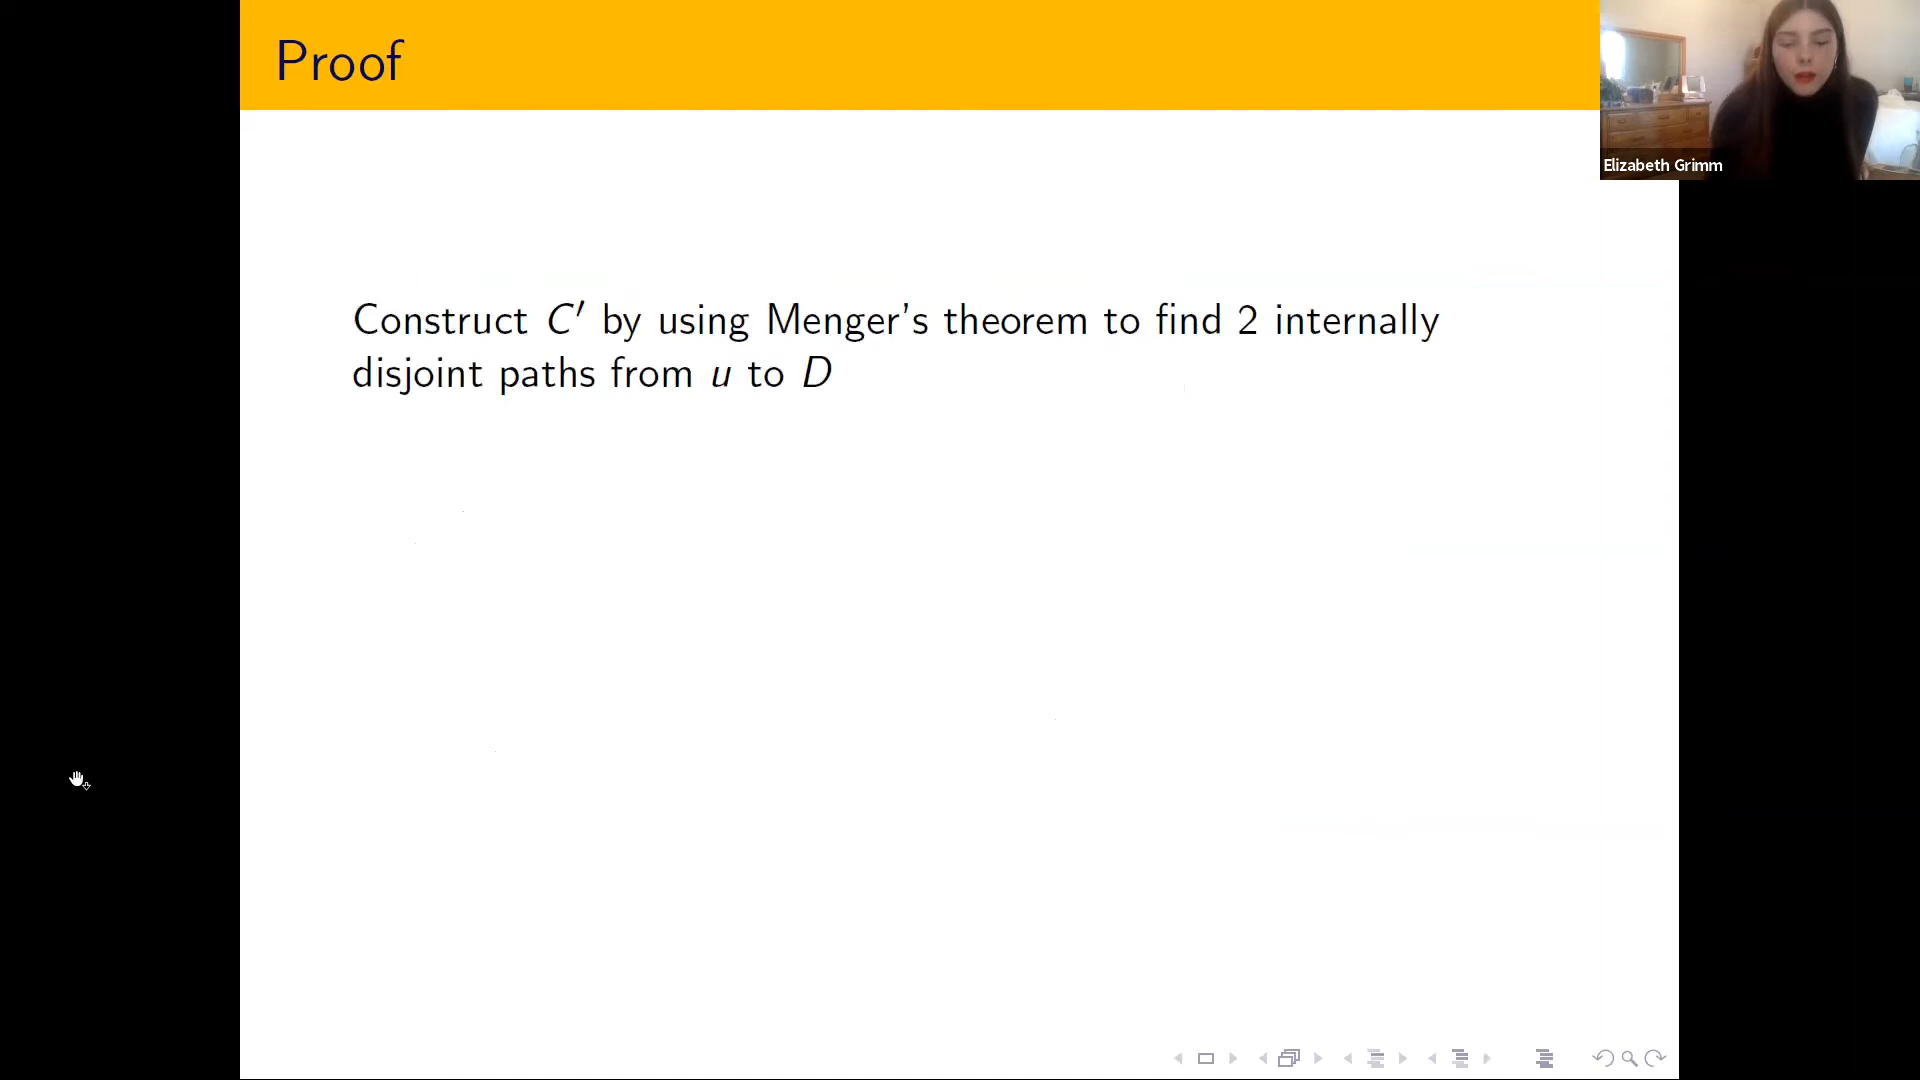 Proof
Elizabeth Grimm
Construct C′ by using Menger's theorem to find 2 internally
disjoint paths from u to D